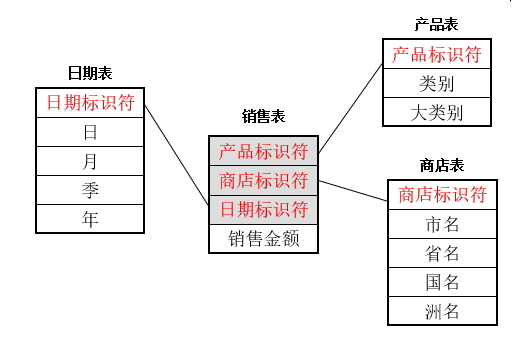 日期表
日期标识符
日
月
季
年
销售表
产品标识符
商店标识符
日期标识符
销售金额
产品表
产品标识符
类别
大类别
商店表
商店标识符
市名
省名
国名
洲名